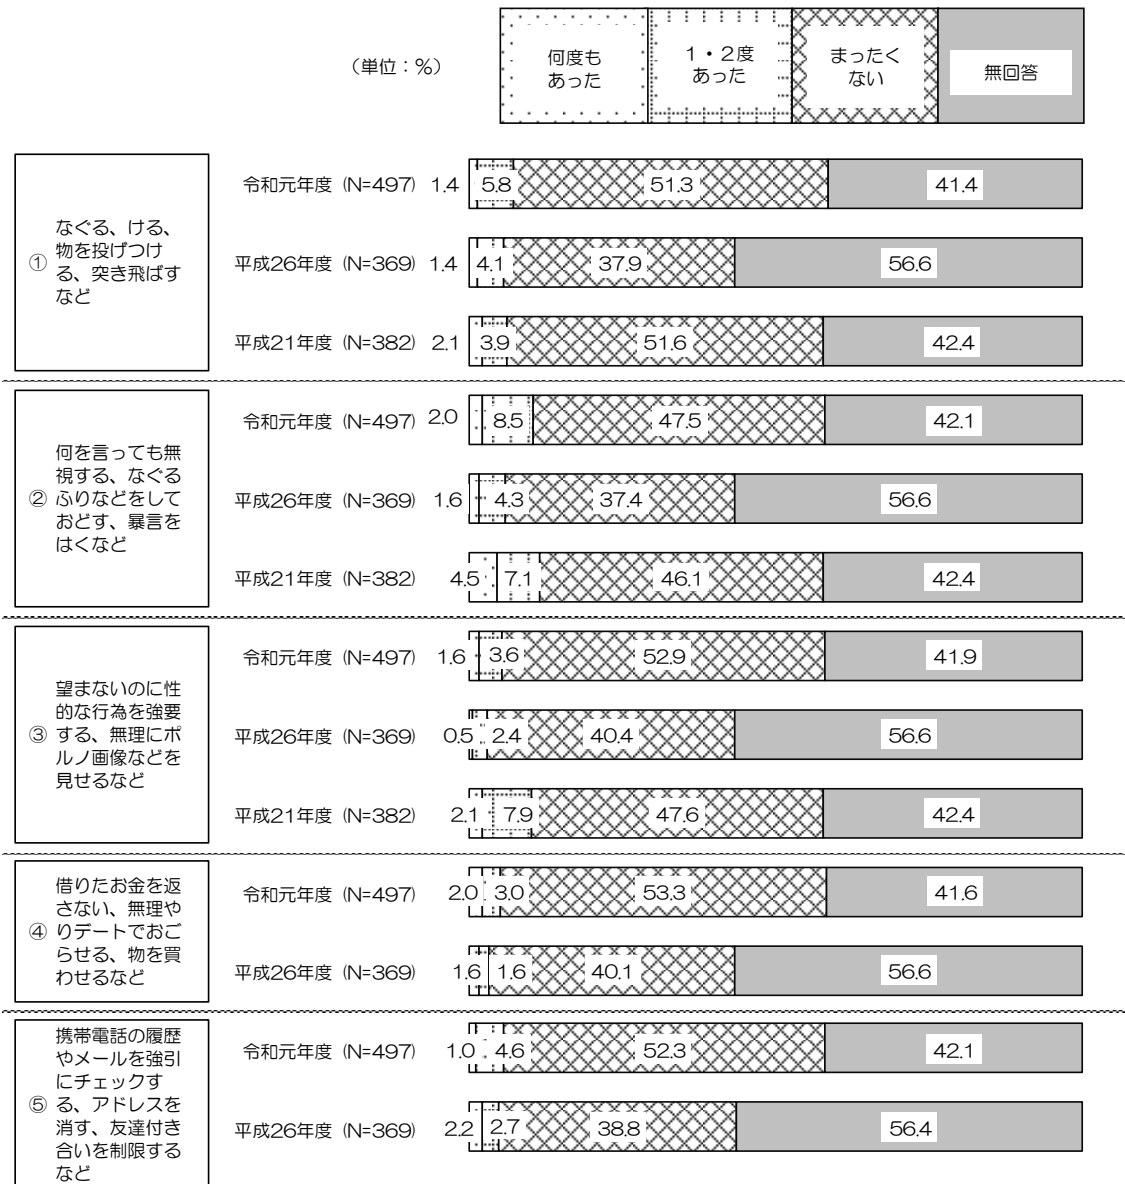 (単位：%)
何度も
あった
1・2度
あった
まったく
ない
無回答
① なぐる、ける、
物を投げつけ
る、突き飛ばす
など
令和元年度 (N=497) 1.4 5.8 51.3 41.4
平成26年度 (N=369) 1.4 4.1 37.9 56.6
平成21年度 (N=382) 2.1 3.9 51.6 42.4
② 何を言っても無
視する、なぐる
ふりなどをして
おどす、暴言を
はくなど
令和元年度 (N=497) 2.0 8.5 47.5 42.1
平成26年度 (N=369) 1.6 4.3 37.4 56.6
平成21年度 (N=382) 4.5 7.1 46.1 42.4
③ 望まないのに性
的な行為を強要
する、無理にポ
ルノ画像などを
見せるなど
令和元年度 (N=497) 1.6 3.6 52.9 41.9
平成26年度 (N=369) 0.5 2.4 40.4 56.6
平成21年度 (N=382) 2.1 7.9 47.6 42.4
④ 借りたお金を返
さない、無理や
りデートでおご
らせる、物を買
わせるなど
令和元年度 (N=497) 2.0 3.0 53.3 41.6
平成26年度 (N=369) 1.6 1.6 40.1 56.6
⑤ 携帯電話の履歴
やメールを強引
にチェックす
る、アドレスを
消す、友達付き
合いを制限する
など
令和元年度 (N=497) 1.0 4.6 52.3 42.1
平成26年度 (N=369) 2.2 2.7 38.8 56.4